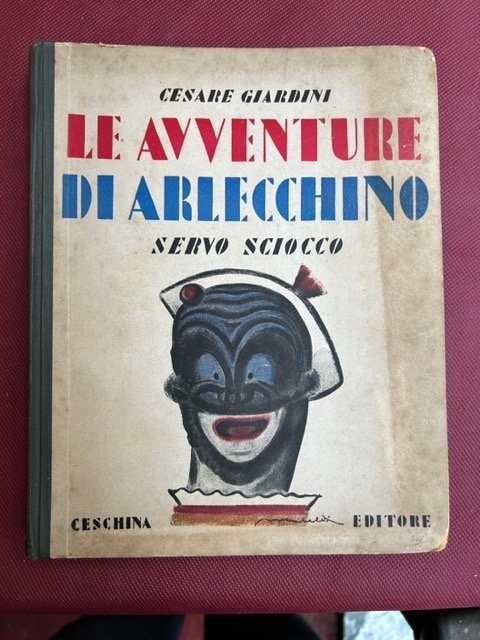 CESARE GIARDINI
LE AVVENTURE
DI ARLECCHINO
SERVO SCIOCCO
CESCHINA EDITORE